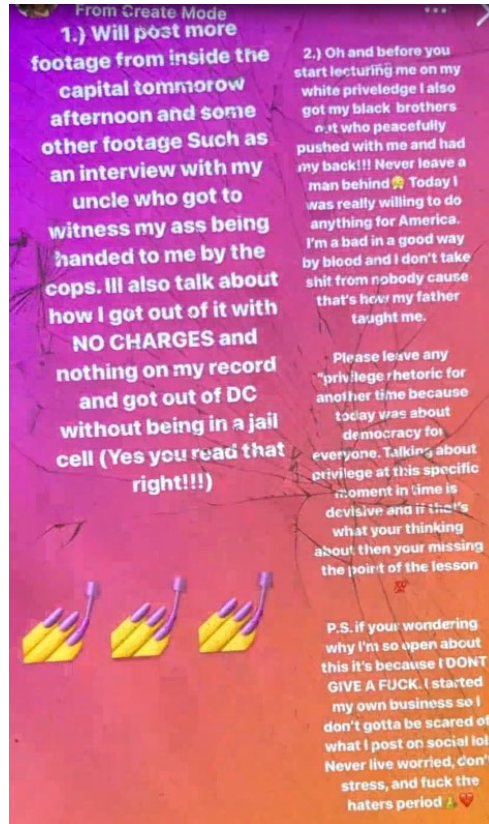 From Create Mode
1.) Will post more
footage from inside the
capital tommorow
afternoon and some
other footage Such as
an interview with my
uncle who got to
witness my ass being
handed to me by the
cops. Ill also talk about
how I got out of it with
NO CHARGES and
nothing on my record
and got out of DC
without being in a jail
cell (Yes you read that
right!!!)
💅 💅 💅
2.) Oh and before you
start lecturing me on my
white priveledge I also
got my black brothers
out who peacefully
pushed with me and had
my back!!! Never leave a
man behind😤 Today I
was really willing to do
anything for America.
I'm a bad in a good way
by blood and I don't take
shit from nobody cause
that's how my father
taught me.
Please leave any
"privilege rhetoric for
another time because
today was about
democracy for
everyone. Talking about
privilege at this specific
moment in time is
decisive and if that's
what your thinking
about then your missing
the point of the lesson
💯
P.S. if your wondering
why I'm so open about
this it's because I DONT
GIVE A FUCK. I started
my own business so I
don't gotta be scared of
what I post on social lol
Never live worried, don't
stress, and fuck the
haters period❤️